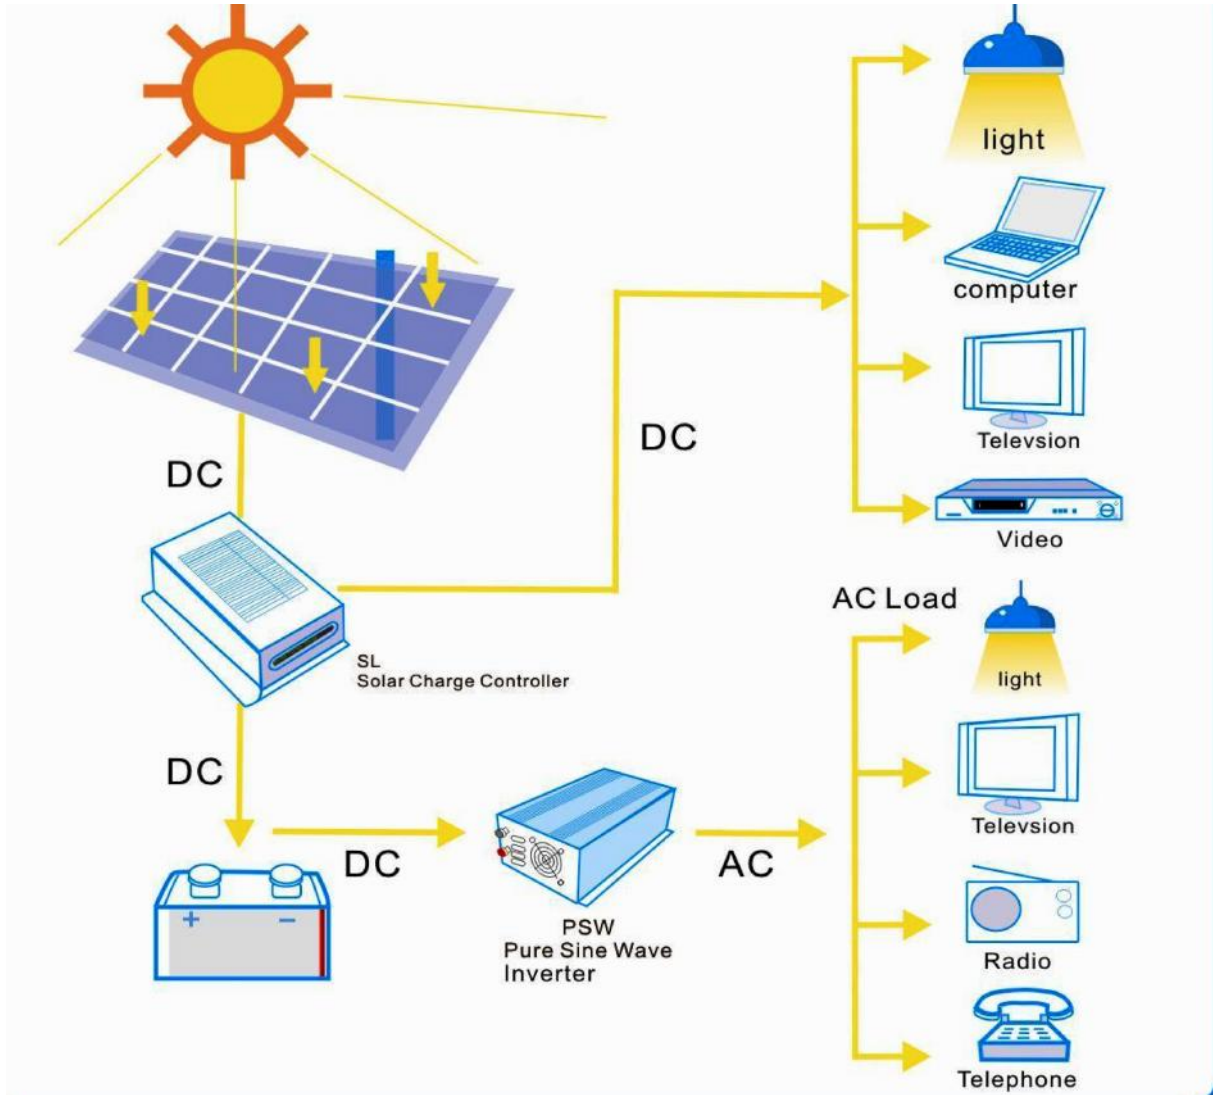 light
computer
Televsion
Video
DC
DC
SL
Solar Charge Controller
DC
DC
PSW
Pure Sine Wave
Inverter
AC
+ −
AC Load
light
Televsion
Radio
Telephone